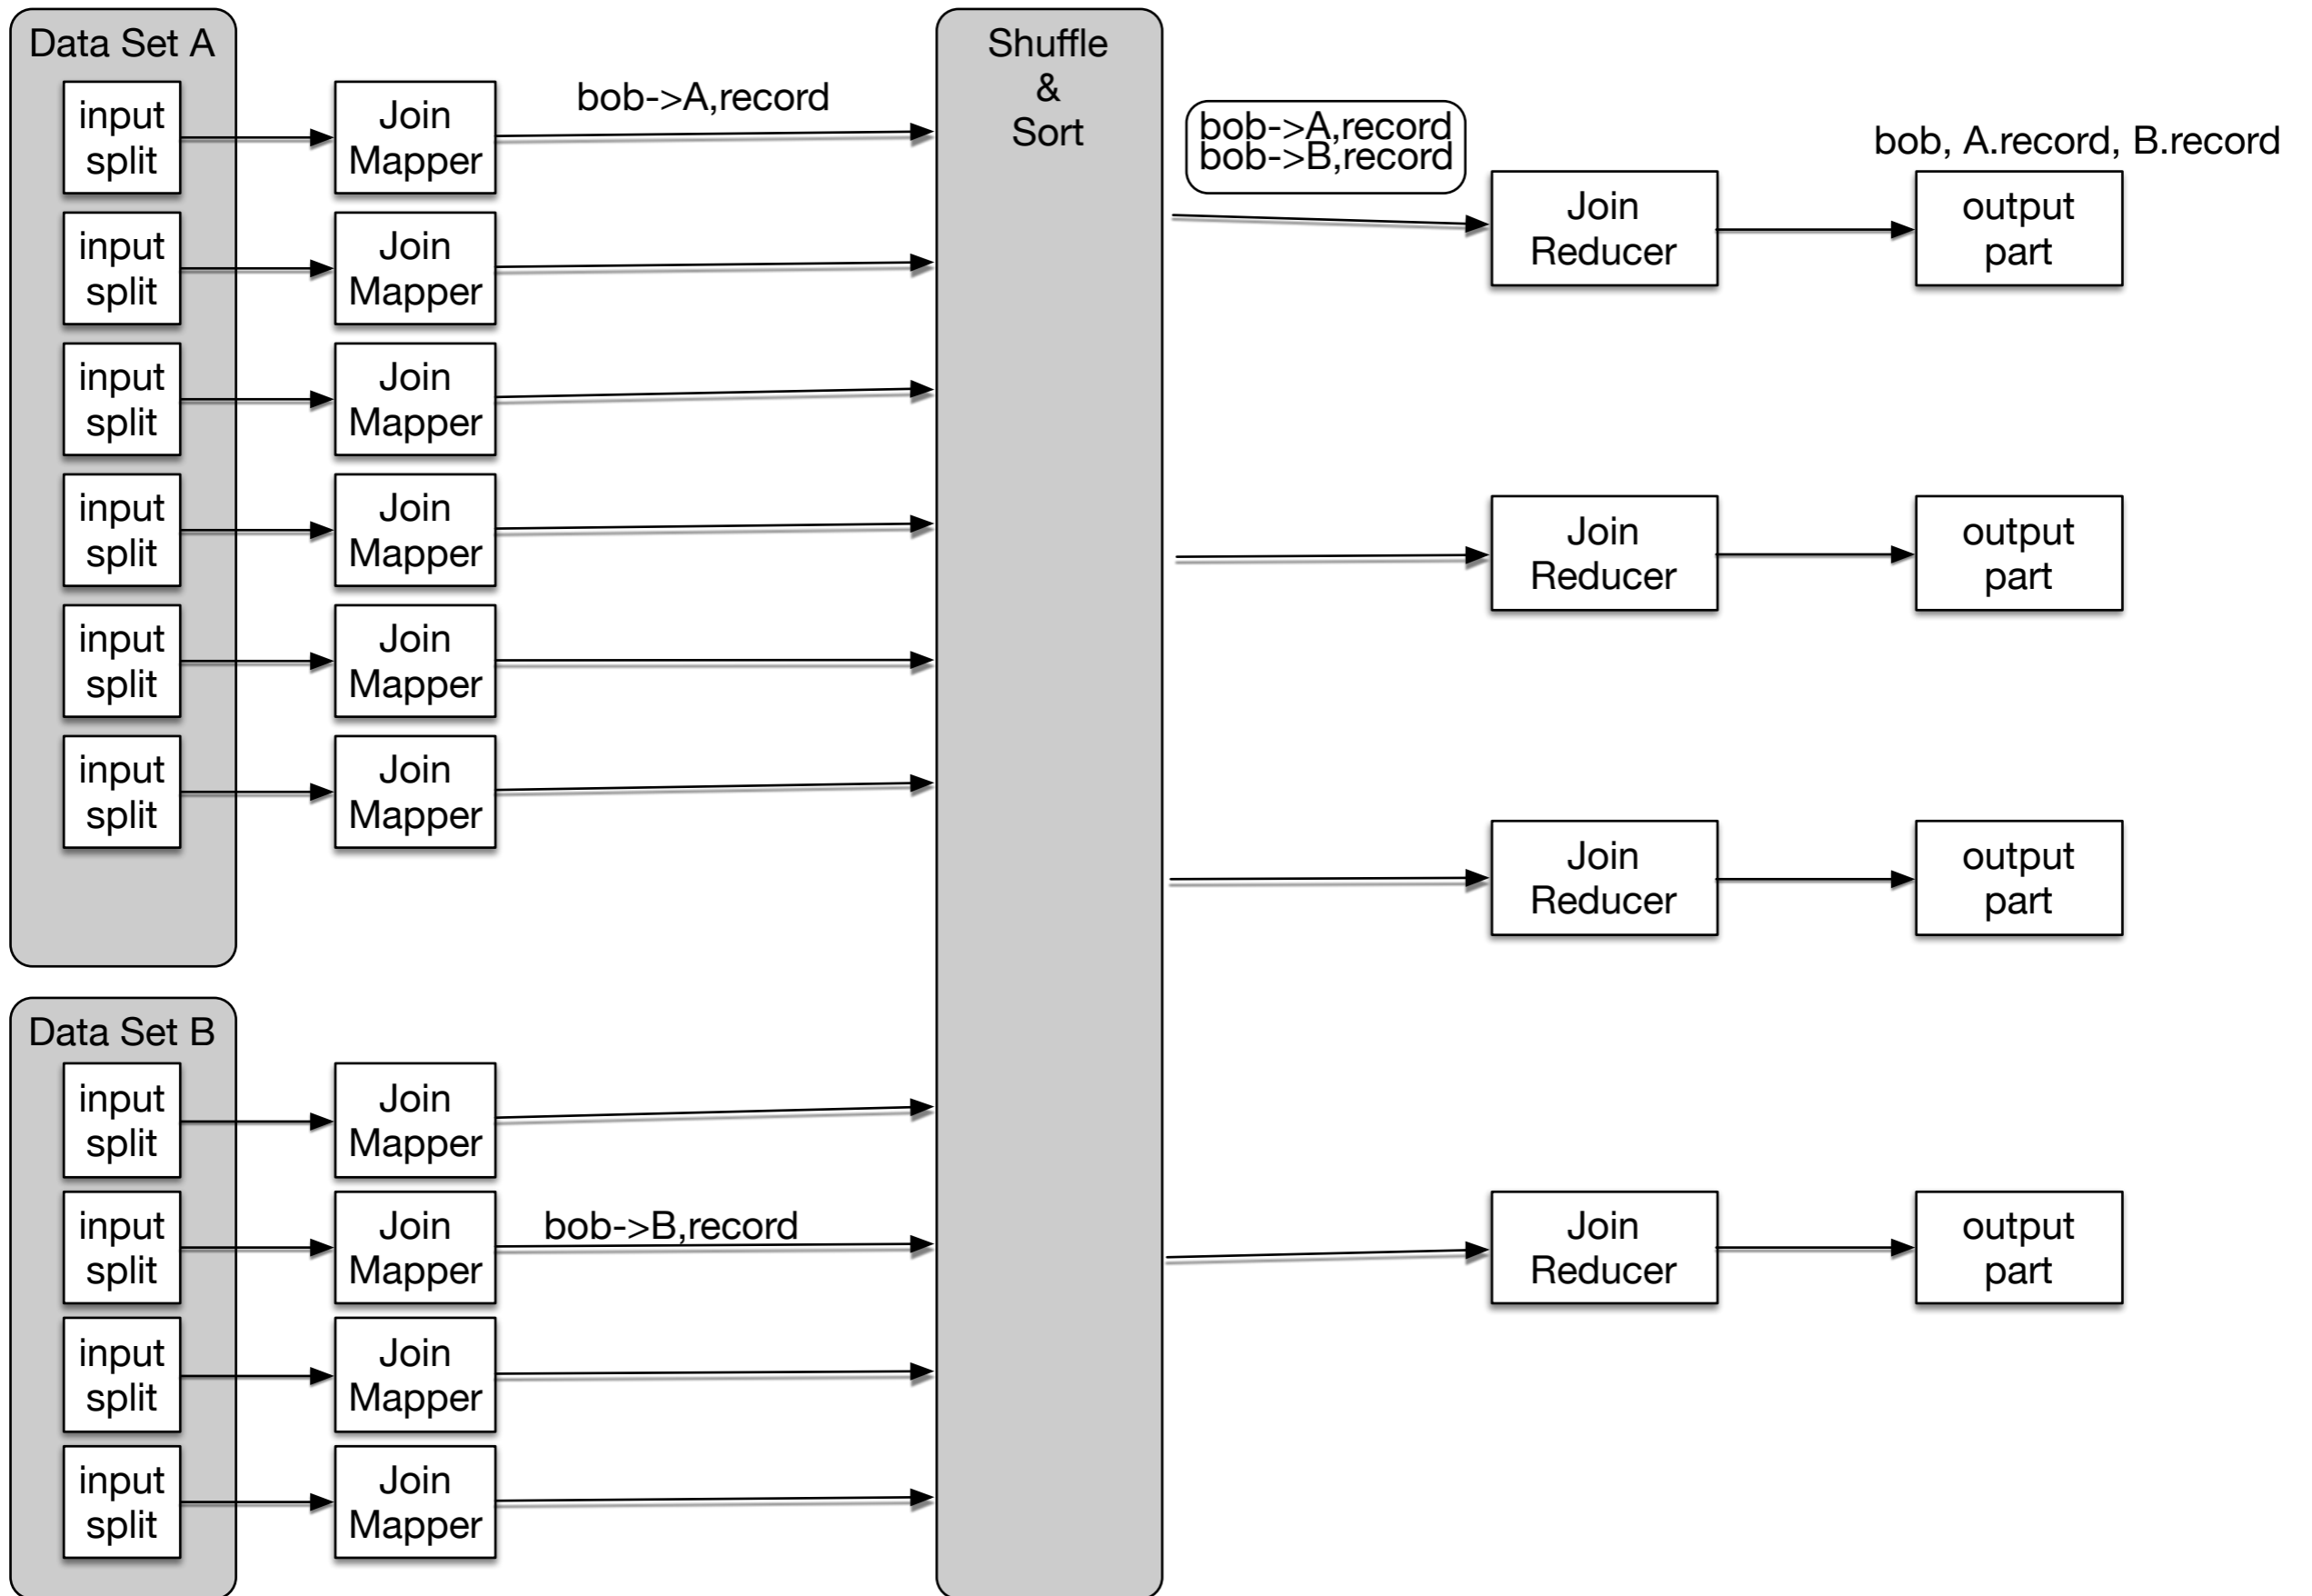 Data Set A
input
split
Join
Mapper
bob->A,record
input
split
Join
Mapper
input
split
Join
Mapper
input
split
Join
Mapper
input
split
Join
Mapper
input
split
Join
Mapper
Data Set B
input
split
Join
Mapper
input
split
Join
Mapper
bob->B,record
input
split
Join
Mapper
input
split
Join
Mapper
Shuffle
&
Sort
bob->A,record
bob->B,record
Join
Reducer
bob, A.record, B.record
output
part
Join
Reducer
output
part
Join
Reducer
output
part
Join
Reducer
output
part